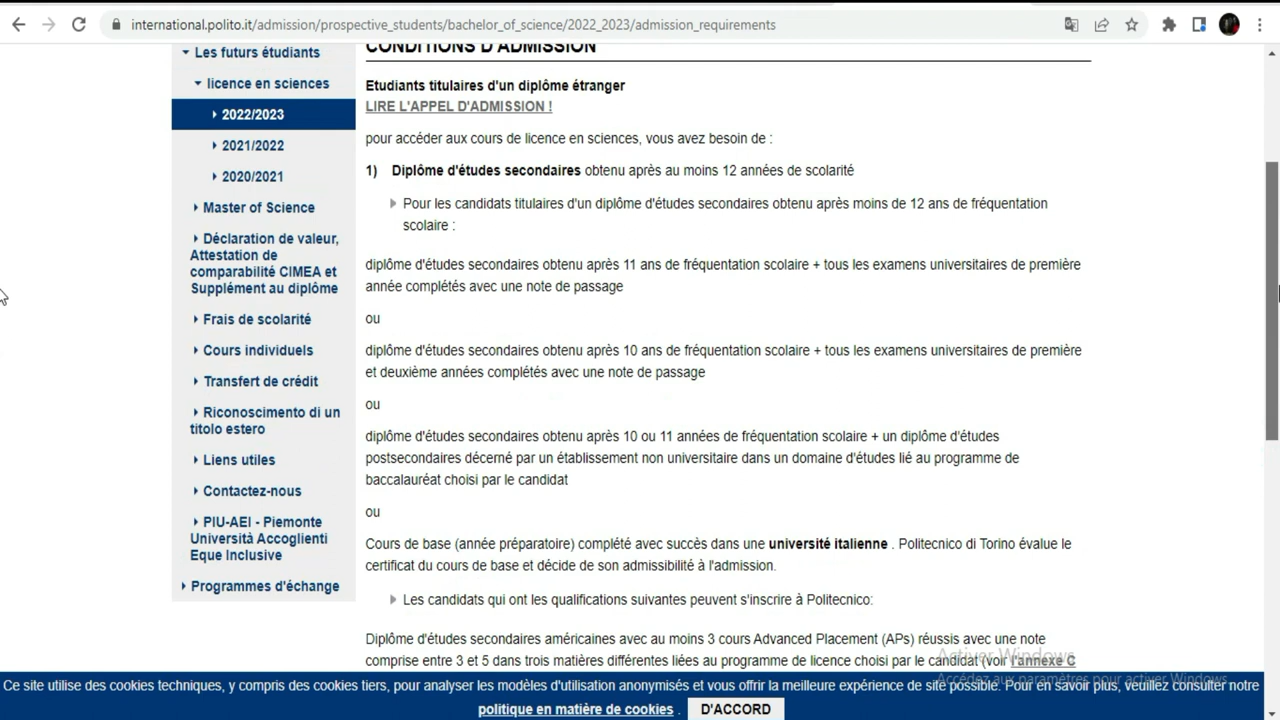 international.polito.it/admission/prospective_students/bachelor_of_science/2022_2023/admission_requirements
Les futurs étudiants
licence en sciences
2022/2023
2021/2022
2020/2021
Master of Science
Déclaration de valeur,
Attestation de
comparabilité CIMEA et
Supplément au diplôme
Frais de scolarité
Cours individuels
Transfert de crédit
Riconoscimento di un
titolo estero
Liens utiles
Contactez-nous
PIU-AEI - Piemonte
Università Accoglienti
Eque Inclusive
Programmes d'échange
CONDITIONS D'ADMISSION
Etudiants titulaires d'un diplôme étranger
LIRE L'APPEL D'ADMISSION !
pour accéder aux cours de licence en sciences, vous avez besoin de :
1) Diplôme d'études secondaires obtenu après au moins 12 années de scolarité
Pour les candidats titulaires d'un diplôme d'études secondaires obtenu après moins de 12 ans de fréquentation
scolaire :
diplôme d'études secondaires obtenu après 11 ans de fréquentation scolaire + tous les examens universitaires de première
année complétés avec une note de passage
ou
diplôme d'études secondaires obtenu après 10 ans de fréquentation scolaire + tous les examens universitaires de première
et deuxième années complétés avec une note de passage
ou
diplôme d'études secondaires obtenu après 10 ou 11 années de fréquentation scolaire + un diplôme d'études
postsecondaires décerné par un établissement non universitaire dans un domaine d'études lié au programme de
baccalauréat choisi par le candidat
ou
Cours de base (année préparatoire) complété avec succès dans une université italienne . Politecnico di Torino évalue le
certificat du cours de base et décide de son admissibilité à l'admission.
Les candidats qui ont les qualifications suivantes peuvent s'inscrire à Politecnico:
Diplôme d'études secondaires américaines avec au moins 3 cours Advanced Placement (APs) réussis avec une note
comprise entre 3 et 5 dans trois matières différentes liées au programme de licence choisi par le candidat (voir l'annexe C
Activer Windows
Accédez aux paramètres pour activer Windows.
Ce site utilise des cookies techniques, y compris des cookies tiers, pour analyser les modèles d'utilisation anonymisés et vous offrir la meilleure expérience de site possible. Pour en savoir plus, veuillez consulter notre
politique en matière de cookies . D'ACCORD